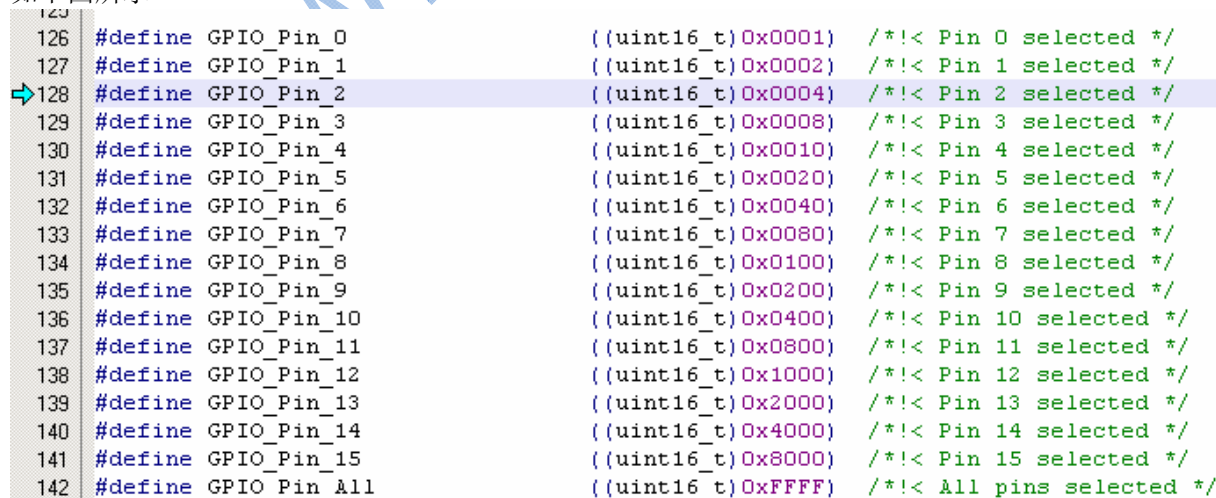 如下图所示
125
126 #define GPIO_Pin_0 ((uint16_t)0x0001) /*!< Pin 0 selected */
127 #define GPIO_Pin_1 ((uint16_t)0x0002) /*!< Pin 1 selected */
128 #define GPIO_Pin_2 ((uint16_t)0x0004) /*!< Pin 2 selected */
129 #define GPIO_Pin_3 ((uint16_t)0x0008) /*!< Pin 3 selected */
130 #define GPIO_Pin_4 ((uint16_t)0x0010) /*!< Pin 4 selected */
131 #define GPIO_Pin_5 ((uint16_t)0x0020) /*!< Pin 5 selected */
132 #define GPIO_Pin_6 ((uint16_t)0x0040) /*!< Pin 6 selected */
133 #define GPIO_Pin_7 ((uint16_t)0x0080) /*!< Pin 7 selected */
134 #define GPIO_Pin_8 ((uint16_t)0x0100) /*!< Pin 8 selected */
135 #define GPIO_Pin_9 ((uint16_t)0x0200) /*!< Pin 9 selected */
136 #define GPIO_Pin_10 ((uint16_t)0x0400) /*!< Pin 10 selected */
137 #define GPIO_Pin_11 ((uint16_t)0x0800) /*!< Pin 11 selected */
138 #define GPIO_Pin_12 ((uint16_t)0x1000) /*!< Pin 12 selected */
139 #define GPIO_Pin_13 ((uint16_t)0x2000) /*!< Pin 13 selected */
140 #define GPIO_Pin_14 ((uint16_t)0x4000) /*!< Pin 14 selected */
141 #define GPIO_Pin_15 ((uint16_t)0x8000) /*!< Pin 15 selected */
142 #define GPIO_Pin_All ((uint16_t)0xFFFF) /*!< All pins selected */